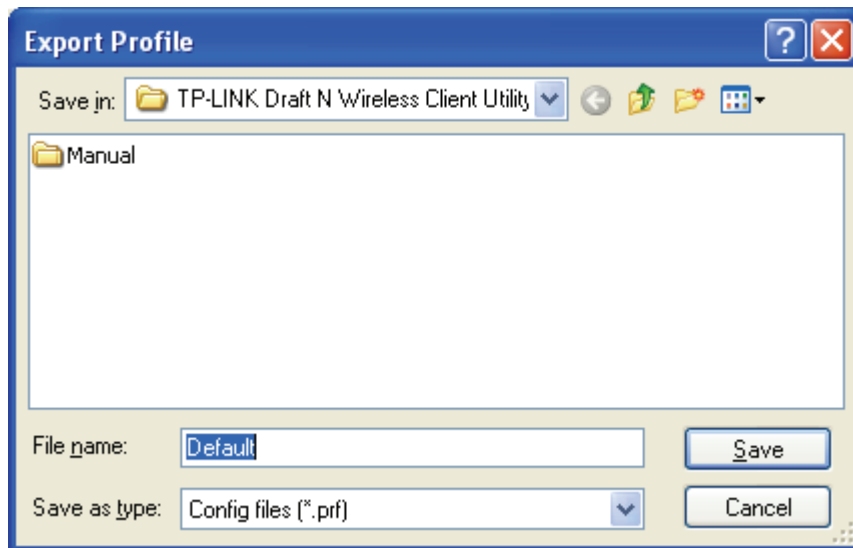 Export Profile
Save in: TP-LINK Draft N Wireless Client Utility
Manual
File name: Default Save
Save as type: Config files (*.prf) Cancel